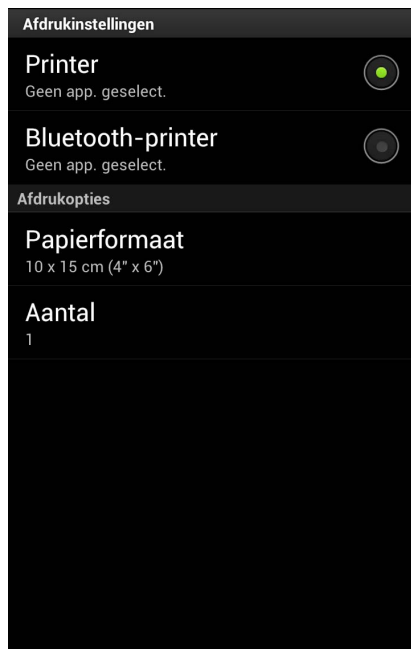 Afdrukinstellingen
Printer
Geen app. geselect.
Bluetooth-printer
Geen app. geselect.
Afdrukopties
Papierformaat
10 x 15 cm (4" x 6")
Aantal
1